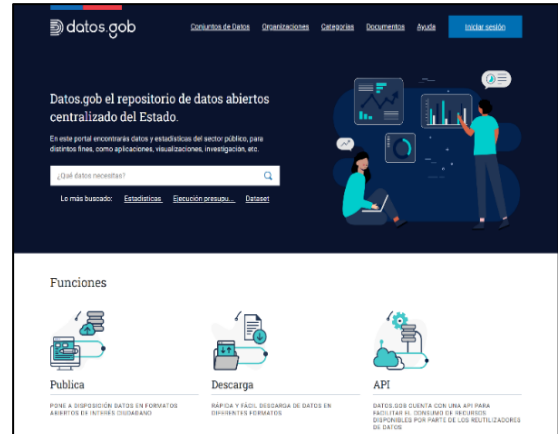 datos.gob
Conjuntos de Datos Organizaciones Categorías Documentos Ayuda Iniciar sesión
Datos.gob el repositorio de datos abiertos
centralizado del Estado.
En este portal encontrarás datos y estadísticas del sector público, para
distintos fines, como aplicaciones, visualizaciones, investigación, etc.
¿Qué datos necesitas?
Lo más buscado: Estadísticas Ejecución presupu... Dataset
Funciones
Publica
PONE A DISPOSICIÓN DATOS EN FORMATOS
ABIERTOS DE INTERÉS CIUDADANO
Descarga
RÁPICA Y FÁCIL DESCARGA DE DATOS EN
DIFERENTES FORMATOS
API
DATOS.GOB CUENTA CON UNA API PARA
FACILITAR EL CONSUMO DE RECURSOS
DISPONIBLES POR PARTE DE LOS REUTILIZADORES
DE DATOS